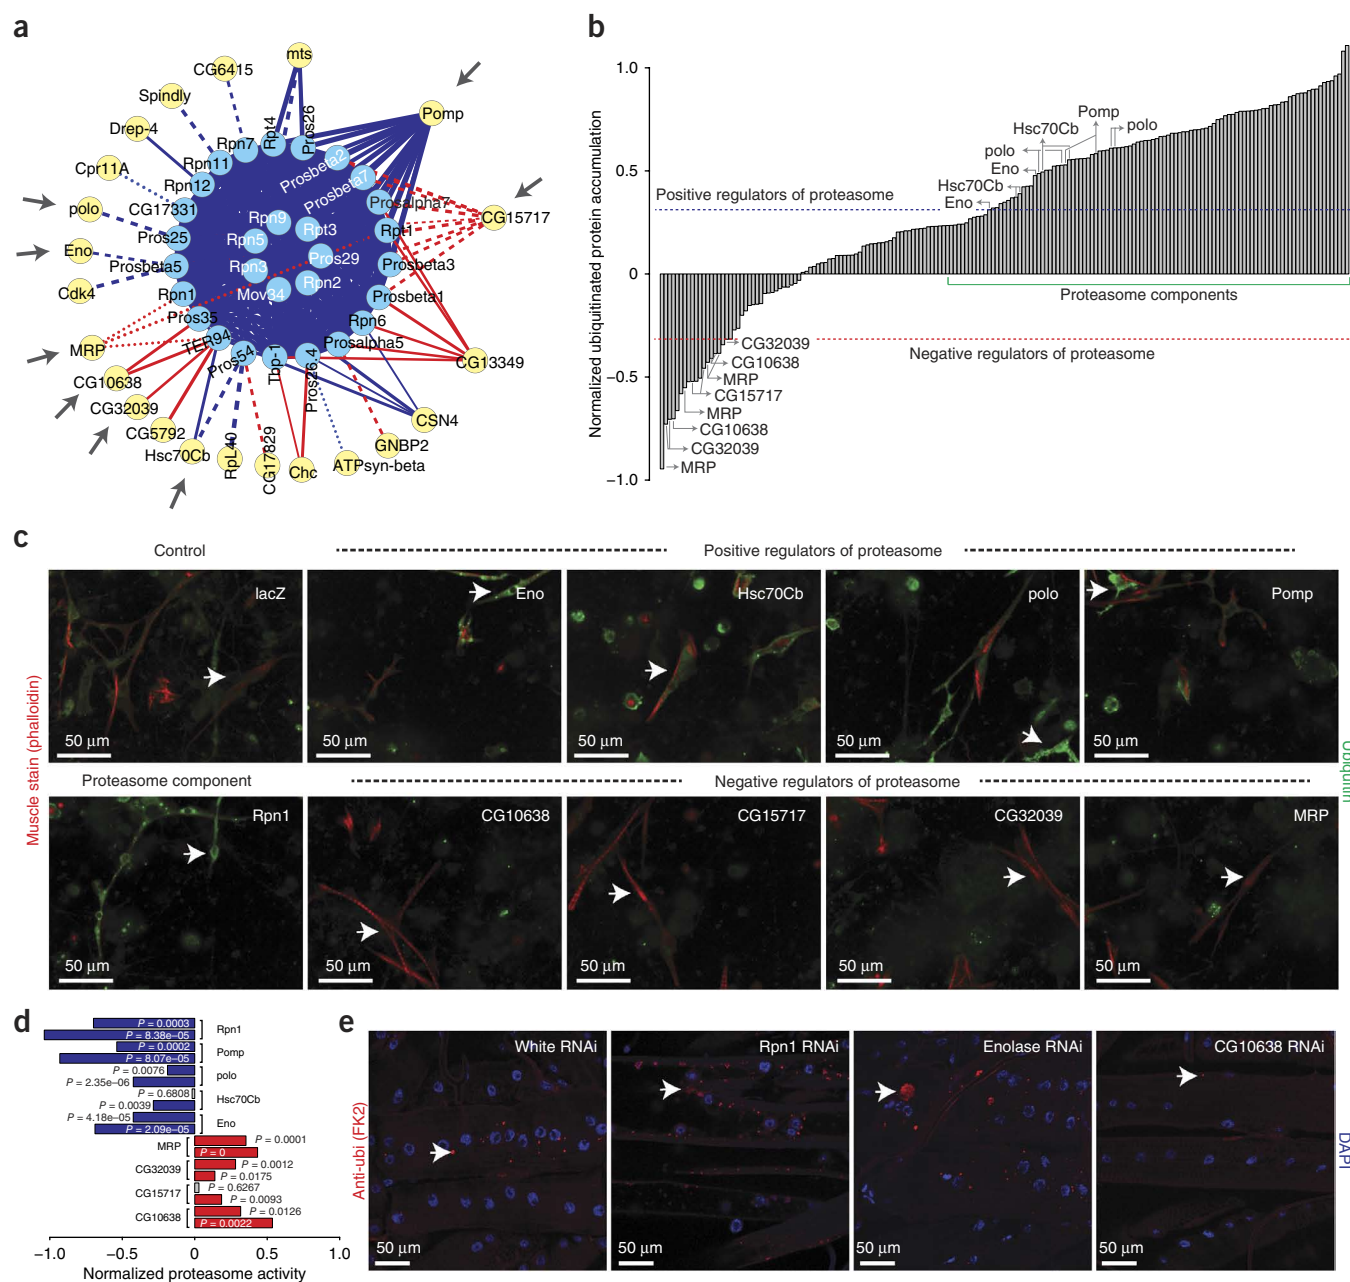 a
mts
CG6415
Spindly
Drep-4
Cpr11A
polo
Eno
Cdk4
MRP
CG10638
CG32039
CG5792
Hsc70Cb
RpL40
CG17829
Chc
ATPsyn-beta
GNBP2
CSN4
CG13349
CG15717
Pomp
Rpt4
Pros26
Rpn7
Rpn11
Rpn12
CG17331
Pros25
Prosbeta5
Rpn1
Pros35
TER94
Pros54
Tbp-1
Pros26.4
Prosalpha5
Rpn6
Prosbeta1
Prosbeta3
Rpt1
Prosalpha7
Prosbeta7
Prosbeta2
Rpn9
Rpt3
Rpn5
Pros29
Rpn3
Rpn2
Mov34
b
Normalized ubiquitinated protein accumulation
1.0
0.5
0
−0.5
−1.0
Pomp
Hsc70Cb
polo
polo
Eno
Hsc70Cb
Eno
Positive regulators of proteasome
Proteasome components
Negative regulators of proteasome
CG32039
CG10638
MRP
CG15717
MRP
CG10638
CG32039
MRP
c
Control
Positive regulators of proteasome
lacZ
Eno
Hsc70Cb
polo
Pomp
50 µm
50 µm
50 µm
50 µm
50 µm
Muscle stain (phalloidin)
Ubiquitin
Proteasome component
Negative regulators of proteasome
Rpn1
CG10638
CG15717
CG32039
MRP
50 µm
50 µm
50 µm
50 µm
50 µm
d
P = 0.0003
P = 8.38e−05
Rpn1
P = 0.0002
P = 8.07e−05
Pomp
P = 0.0076
P = 2.35e−06
polo
P = 0.6808
P = 0.0039
Hsc70Cb
P = 4.18e−05
P = 2.09e−05
Eno
MRP
P = 0.0001
P = 0
CG32039
P = 0.0012
P = 0.0175
CG15717
P = 0.6267
P = 0.0093
CG10638
P = 0.0126
P = 0.0022
−1.0 −0.5 0 0.5 1.0
Normalized proteasome activity
e
White RNAi
Rpn1 RNAi
Enolase RNAi
CG10638 RNAi
Anti-ubi (FK2)
DAPI
50 µm
50 µm
50 µm
50 µm